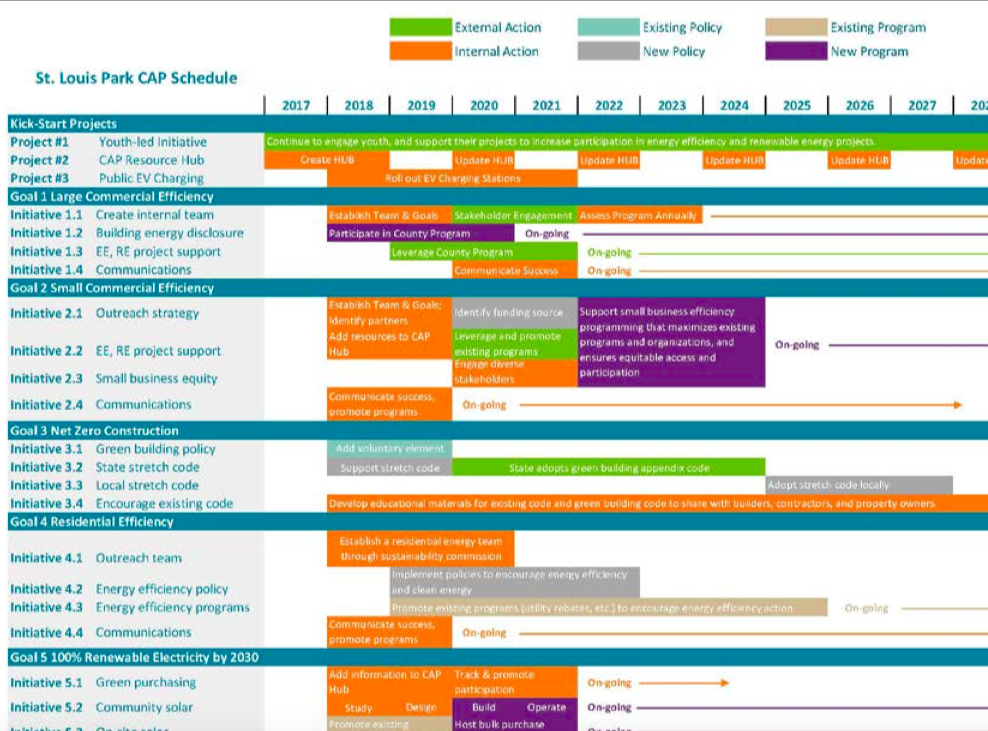 External Action Existing Policy Existing Program
Internal Action New Policy New Program
St. Louis Park CAP Schedule
2017 2018 2019 2020 2021 2022 2023 2024 2025 2026 2027
Kick-Start Projects
Project #1 Youth-led Initiative Continue to engage youth, and support their projects to increase participation in energy efficiency and renewable energy projects.
Project #2 CAP Resource Hub Create HUB Update HUB Update HUB Update HUB Update HUB Update
Project #3 Public EV Charging Roll out EV Charging Stations
Goal 1 Large Commercial Efficiency
Initiative 1.1 Create internal team Establish Team & Goals Stakeholder Engagement Assess Program Annually
Initiative 1.2 Building energy disclosure Participate in County Program On-going
Initiative 1.3 EE, RE project support Leverage County Program On-going
Initiative 1.4 Communications Communicate Success On-going
Goal 2 Small Commercial Efficiency
Initiative 2.1 Outreach strategy
Establish Team & Goals;
Identify partners
Identify funding source
Support small business efficiency
programming that maximizes existing
programs and organizations, and
ensures equitable access and
participation
Initiative 2.2 EE, RE project support
Add resources to CAP
Hub
Leverage and promote
existing programs
On-going
Initiative 2.3 Small business equity
Engage diverse
stakeholders
Initiative 2.4 Communications
Communicate success,
promote programs
On-going
Goal 3 Net Zero Construction
Initiative 3.1 Green building policy Add voluntary element
Initiative 3.2 State stretch code Support stretch code State adopts green building appendix code
Initiative 3.3 Local stretch code Adopt stretch code locally
Initiative 3.4 Encourage existing code Develop educational materials for existing code and green building code to share with builders, contractors, and property owners.
Goal 4 Residential Efficiency
Initiative 4.1 Outreach team
Establish a residential energy team
through sustainability commission
Initiative 4.2 Energy efficiency policy
Implement policies to encourage energy efficiency
and clean energy
Initiative 4.3 Energy efficiency programs Promote existing programs (utility rebates, etc.) to encourage energy efficiency action On-going
Initiative 4.4 Communications
Communicate success,
promote programs
On-going
Goal 5 100% Renewable Electricity by 2030
Initiative 5.1 Green purchasing
Add information to CAP
Hub
Track & promote
participation
On-going
Initiative 5.2 Community solar Study Design Build Operate On-going
Promote existing Host bulk purchase